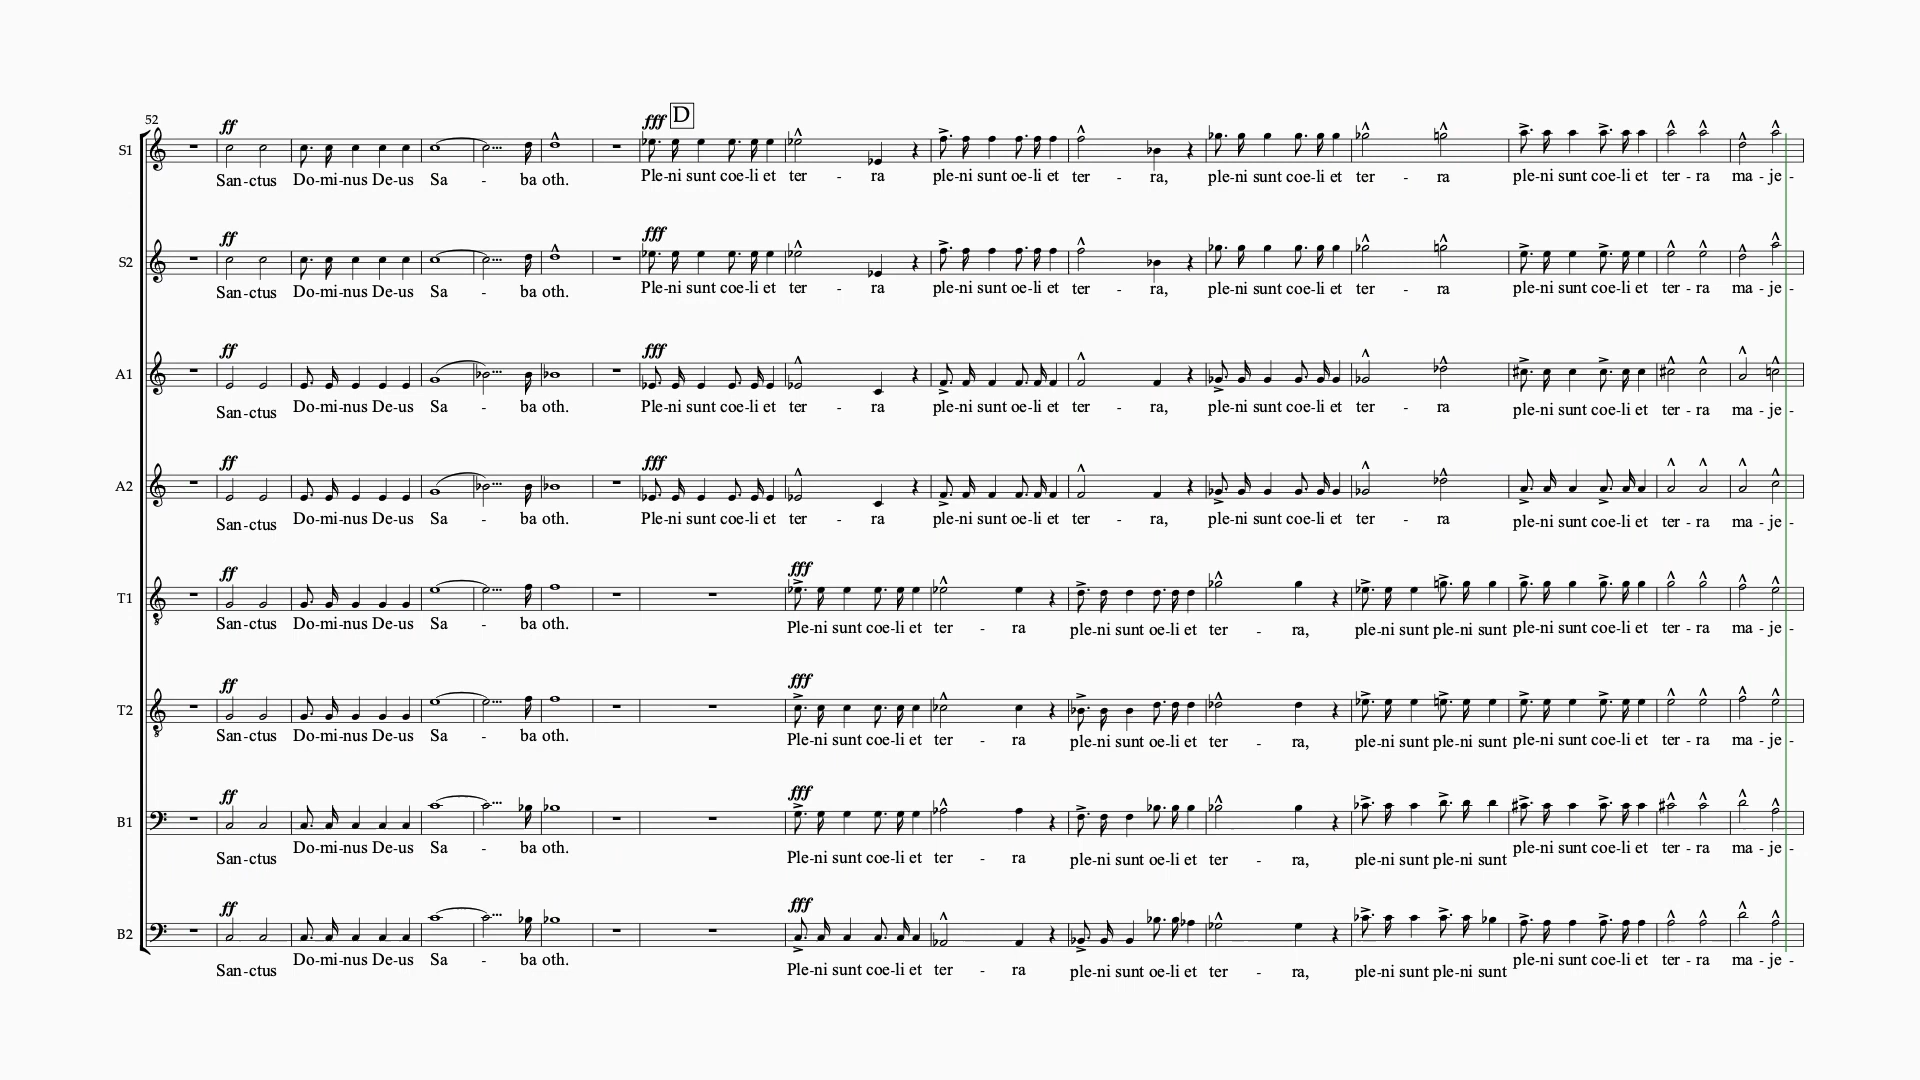 52
ff fff D
S1
San-ctus Do-mi-nus De-us Sa - ba oth. Ple-ni sunt coe-li et ter - ra ple-ni sunt oe-li et ter - ra, ple-ni sunt coe-li et ter - ra ple-ni sunt coe-li et ter - ra ma - je -
ff fff
S2
San-ctus Do-mi-nus De-us Sa - ba oth. Ple-ni sunt coe-li et ter - ra ple-ni sunt oe-li et ter - ra, ple-ni sunt coe-li et ter - ra ple-ni sunt coe-li et ter - ra ma - je -
ff fff
A1
San-ctus Do-mi-nus De-us Sa - ba oth. Ple-ni sunt coe-li et ter - ra ple-ni sunt oe-li et ter - ra, ple-ni sunt coe-li et ter - ra ple-ni sunt coe-li et ter - ra ma - je -
ff fff
A2
San-ctus Do-mi-nus De-us Sa - ba oth. Ple-ni sunt coe-li et ter - ra ple-ni sunt oe-li et ter - ra, ple-ni sunt coe-li et ter - ra ple-ni sunt coe-li et ter - ra ma - je -
ff fff
T1
San-ctus Do-mi-nus De-us Sa - ba oth. Ple-ni sunt coe-li et ter - ra ple-ni sunt oe-li et ter - ra, ple-ni sunt ple-ni sunt ple-ni sunt coe-li et ter - ra ma - je -
ff fff
T2
San-ctus Do-mi-nus De-us Sa - ba oth. Ple-ni sunt coe-li et ter - ra ple-ni sunt oe-li et ter - ra, ple-ni sunt ple-ni sunt ple-ni sunt coe-li et ter - ra ma - je -
ff fff
B1
San-ctus Do-mi-nus De-us Sa - ba oth. Ple-ni sunt coe-li et ter - ra ple-ni sunt oe-li et ter - ra, ple-ni sunt ple-ni sunt ple-ni sunt coe-li et ter - ra ma - je -
ff fff
B2
San-ctus Do-mi-nus De-us Sa - ba oth. Ple-ni sunt coe-li et ter - ra ple-ni sunt oe-li et ter - ra, ple-ni sunt ple-ni sunt ple-ni sunt coe-li et ter - ra ma - je -